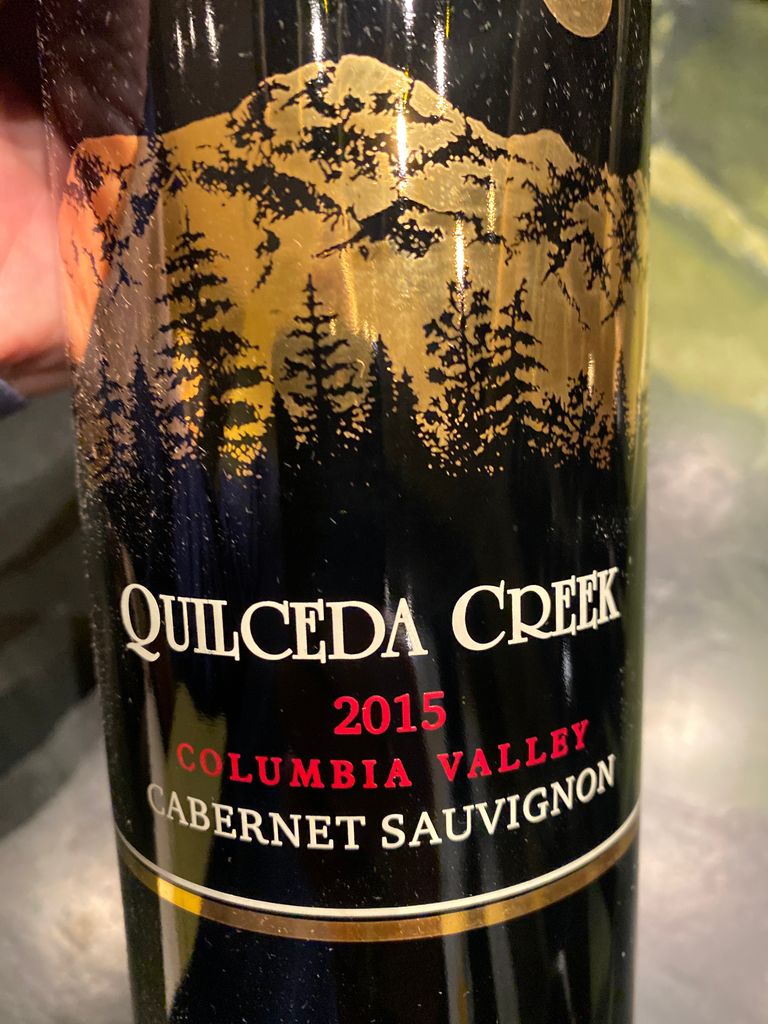 QUILCEDA CREEK
2015
COLUMBIA VALLEY
CABERNET SAUVIGNON